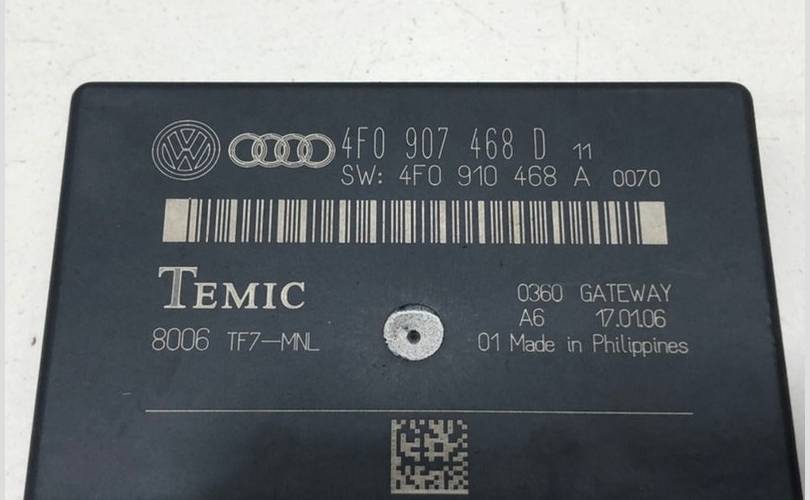 4F0 907 468 D 11
SW: 4F0 910 468 A 0070
TEMIC
0360 GATEWAY
A6 17.01.06
8006 TF7-MNL
01 Made in Philippines